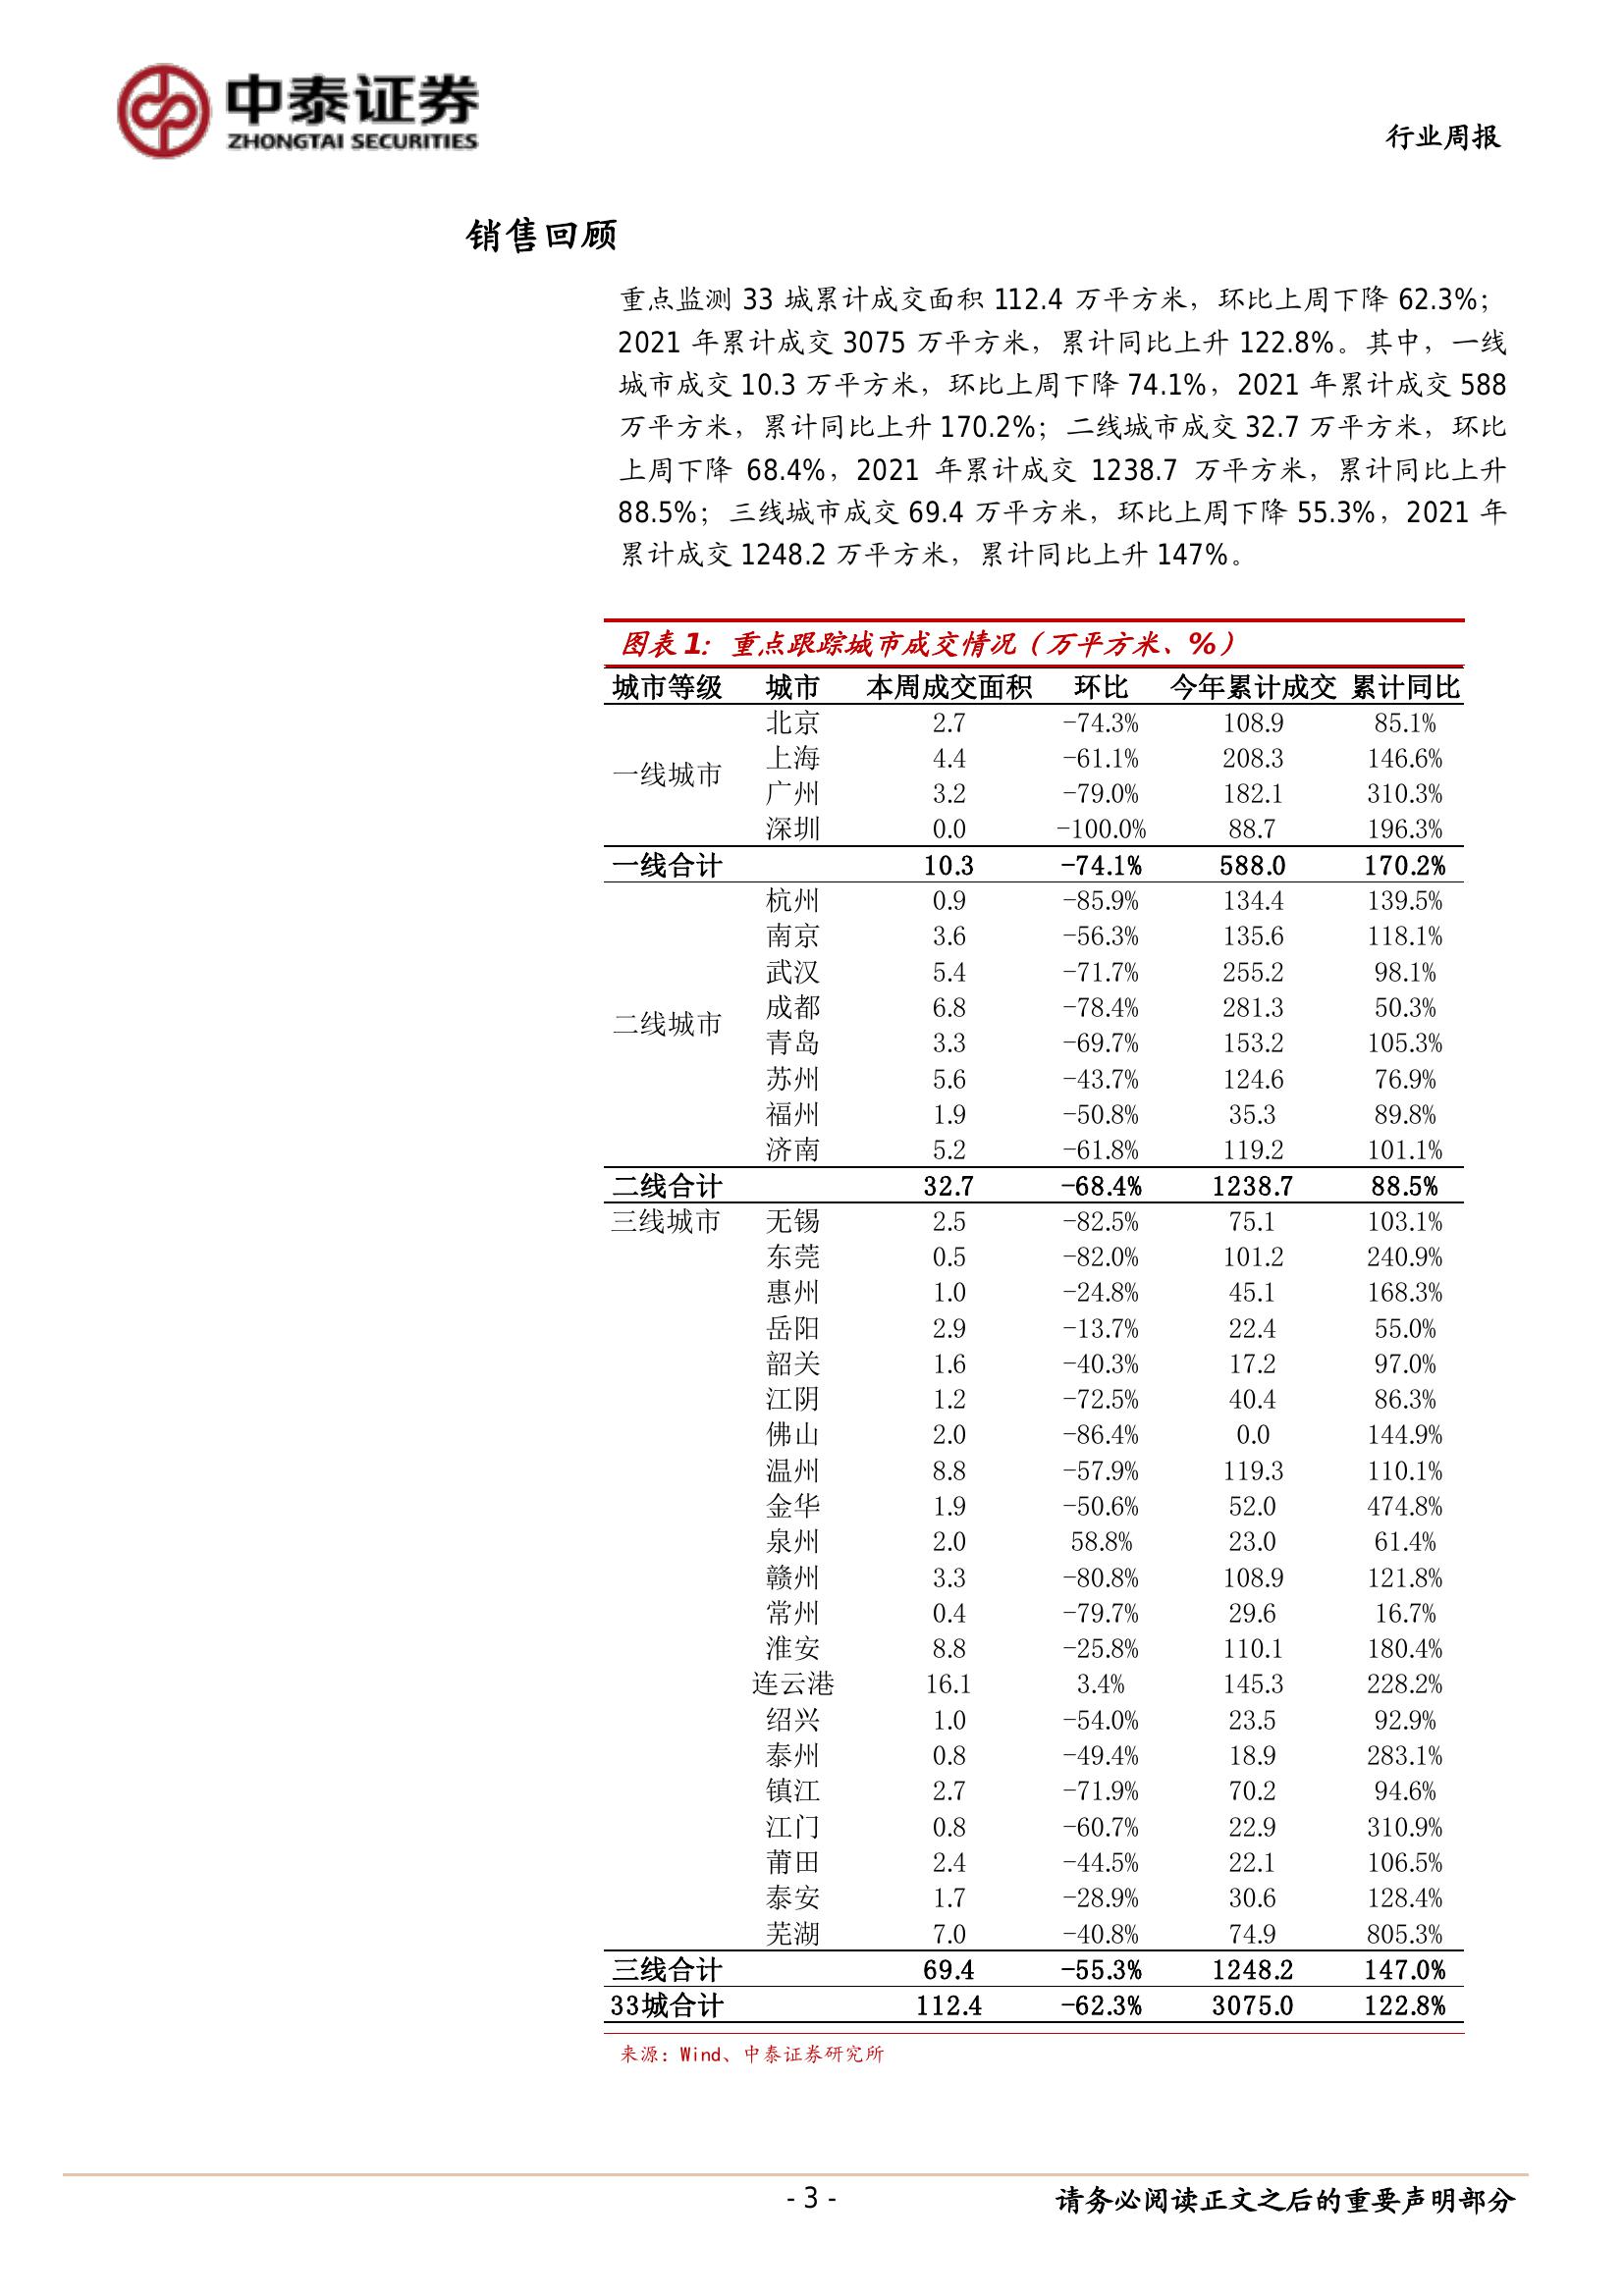 中泰证券
ZHONGTAI SECURITIES
行业周报
销售回顾
重点监测 33 城累计成交面积 112.4 万平方米，环比上周下降 62.3%；
2021 年累计成交 3075 万平方米，累计同比上升 122.8%。其中，一线
城市成交 10.3 万平方米，环比上周下降 74.1%，2021 年累计成交 588
万平方米，累计同比上升 170.2%；二线城市成交 32.7 万平方米，环比
上周下降 68.4%，2021 年累计成交 1238.7 万平方米，累计同比上升
88.5%；三线城市成交 69.4 万平方米，环比上周下降 55.3%，2021 年
累计成交 1248.2 万平方米，累计同比上升 147%。
图表 1：重点跟踪城市成交情况（万平方米、%）
城市等级 城市 本周成交面积 环比 今年累计成交 累计同比
北京 2.7 -74.3% 108.9 85.1%
上海 4.4 -61.1% 208.3 146.6%
一线城市
广州 3.2 -79.0% 182.1 310.3%
深圳 0.0 -100.0% 88.7 196.3%
一线合计 10.3 -74.1% 588.0 170.2%
杭州 0.9 -85.9% 134.4 139.5%
南京 3.6 -56.3% 135.6 118.1%
武汉 5.4 -71.7% 255.2 98.1%
成都 6.8 -78.4% 281.3 50.3%
二线城市
青岛 3.3 -69.7% 153.2 105.3%
苏州 5.6 -43.7% 124.6 76.9%
福州 1.9 -50.8% 35.3 89.8%
济南 5.2 -61.8% 119.2 101.1%
二线合计 32.7 -68.4% 1238.7 88.5%
三线城市 无锡 2.5 -82.5% 75.1 103.1%
东莞 0.5 -82.0% 101.2 240.9%
惠州 1.0 -24.8% 45.1 168.3%
岳阳 2.9 -13.7% 22.4 55.0%
韶关 1.6 -40.3% 17.2 97.0%
江阴 1.2 -72.5% 40.4 86.3%
佛山 2.0 -86.4% 0.0 144.9%
温州 8.8 -57.9% 119.3 110.1%
金华 1.9 -50.6% 52.0 474.8%
泉州 2.0 58.8% 23.0 61.4%
赣州 3.3 -80.8% 108.9 121.8%
常州 0.4 -79.7% 29.6 16.7%
淮安 8.8 -25.8% 110.1 180.4%
连云港 16.1 3.4% 145.3 228.2%
绍兴 1.0 -54.0% 23.5 92.9%
泰州 0.8 -49.4% 18.9 283.1%
镇江 2.7 -71.9% 70.2 94.6%
江门 0.8 -60.7% 22.9 310.9%
莆田 2.4 -44.5% 22.1 106.5%
泰安 1.7 -28.9% 30.6 128.4%
芜湖 7.0 -40.8% 74.9 805.3%
三线合计 69.4 -55.3% 1248.2 147.0%
33城合计 112.4 -62.3% 3075.0 122.8%
来源：Wind、中泰证券研究所
- 3 -
请务必阅读正文之后的重要声明部分